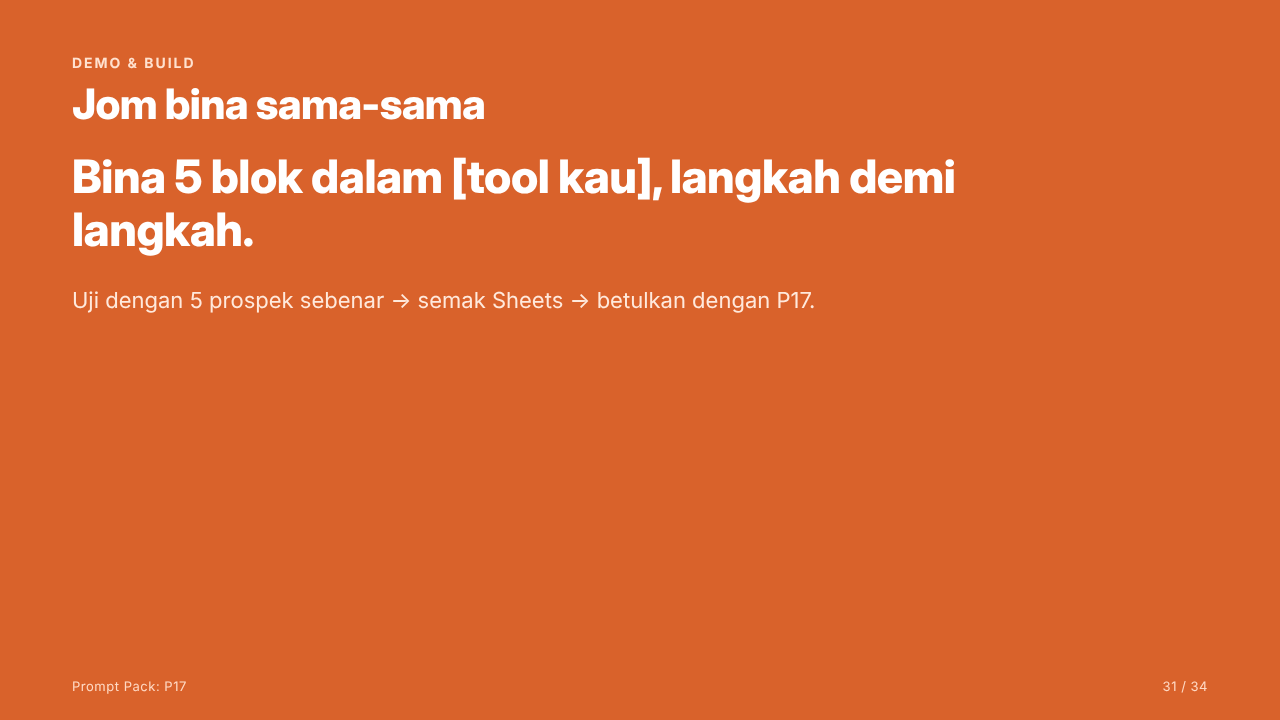 DEMO & BUILD
Jom bina sama-sama
Bina 5 blok dalam [tool kau], langkah demi
langkah.
Uji dengan 5 prospek sebenar → semak Sheets → betulkan dengan P17.
Prompt Pack: P17
31 / 34